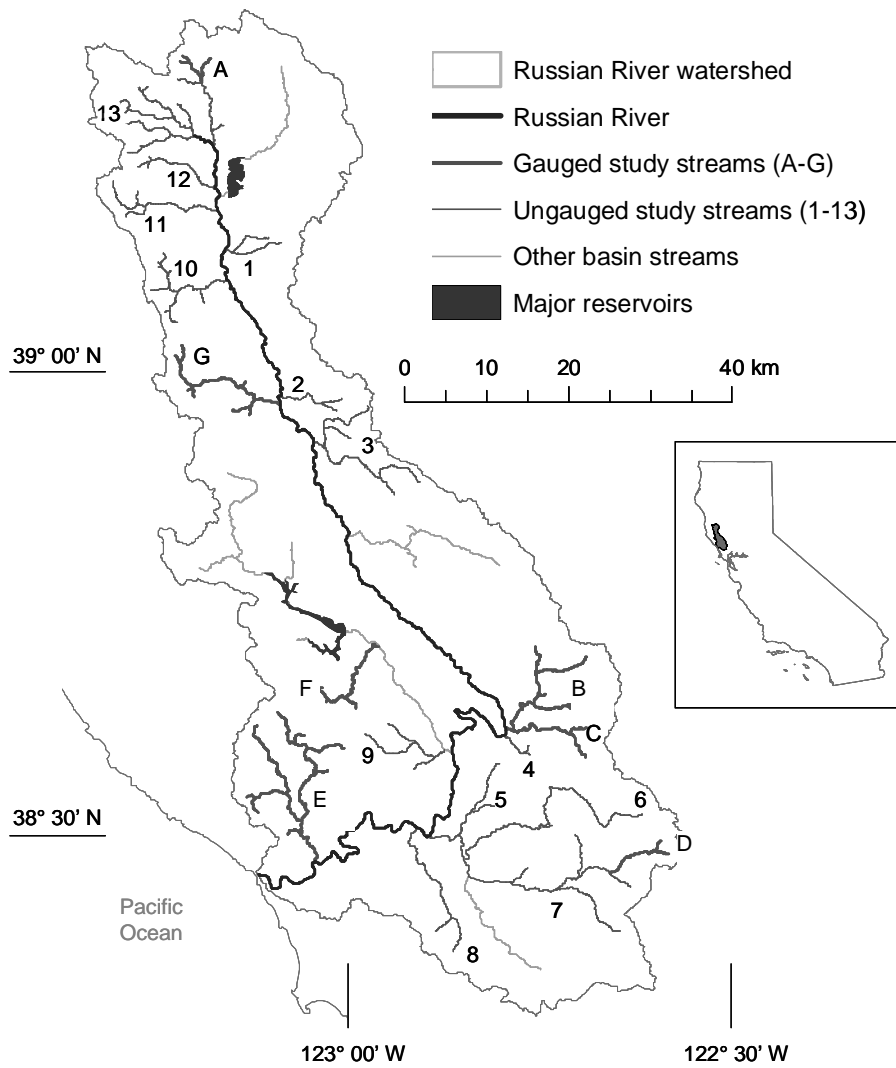 A
Russian River watershed
13
Russian River
Gauged study streams (A-G)
12
Ungauged study streams (1-13)
11
Other basin streams
10
1
Major reservoirs
39° 00' N
G
0 10 20 40 km
2
3
F
B
C
9
4
E
5
6
38° 30' N
D
Pacific
Ocean
7
8
123° 00' W
122° 30' W